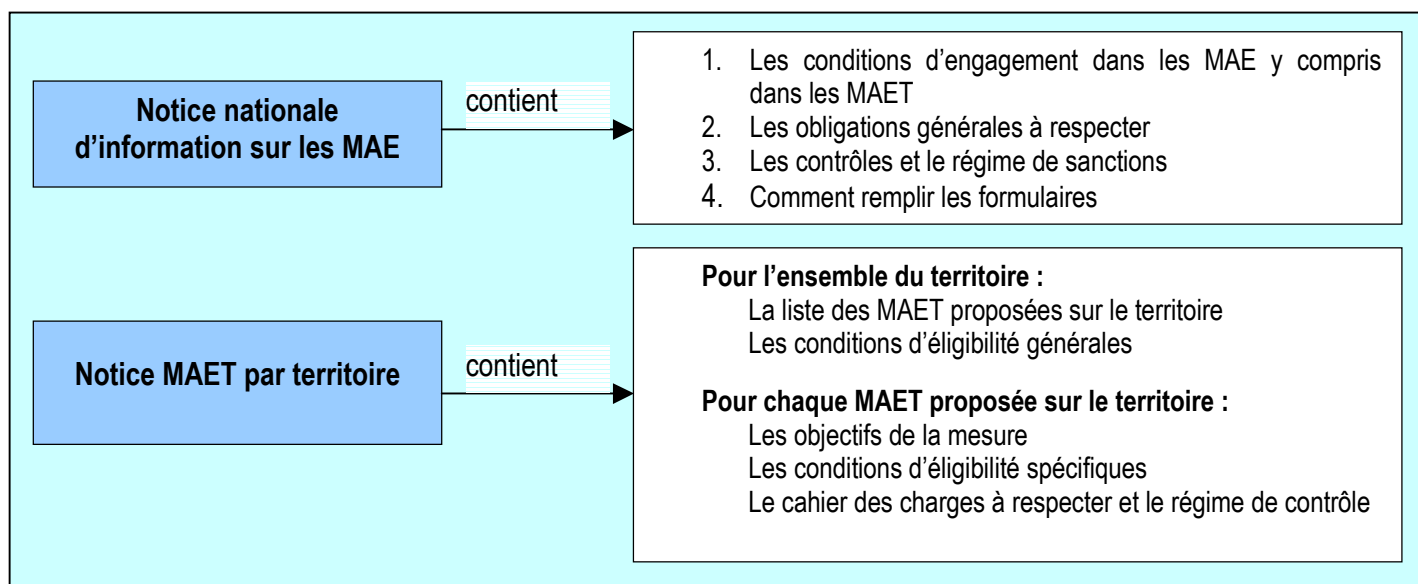 Notice nationale
d’information sur les MAE
contient
1. Les conditions d’engagement dans les MAE y compris
dans les MAET
2. Les obligations générales à respecter
3. Les contrôles et le régime de sanctions
4. Comment remplir les formulaires
Notice MAET par territoire
contient
Pour l’ensemble du territoire :
La liste des MAET proposées sur le territoire
Les conditions d’éligibilité générales
Pour chaque MAET proposée sur le territoire :
Les objectifs de la mesure
Les conditions d’éligibilité spécifiques
Le cahier des charges à respecter et le régime de contrôle